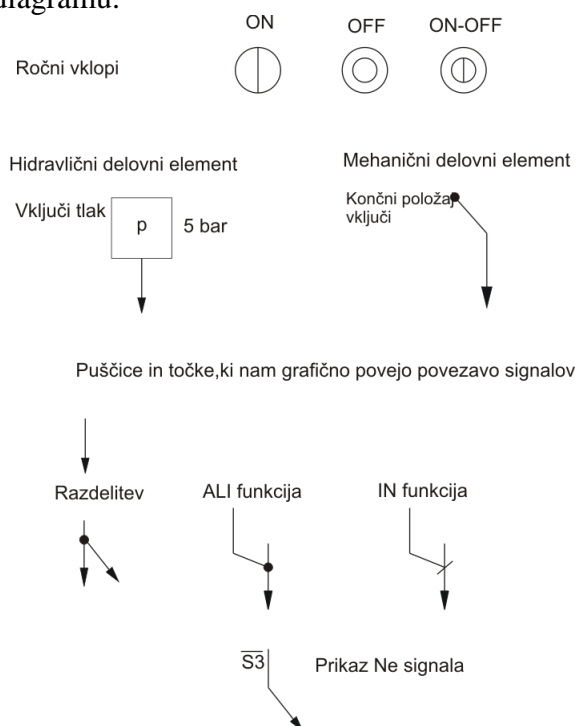 diagramu:
ON OFF ON-OFF
Ročni vklopi
Hidravlični delovni element
Mehanični delovni element
Vključi tlak
p
5 bar
Končni položaj
vključi
Puščice in točke,ki nam grafično povejo povezavo signalov
Razdelitev
ALI funkcija
IN funkcija
S̅3̅
Prikaz Ne signala